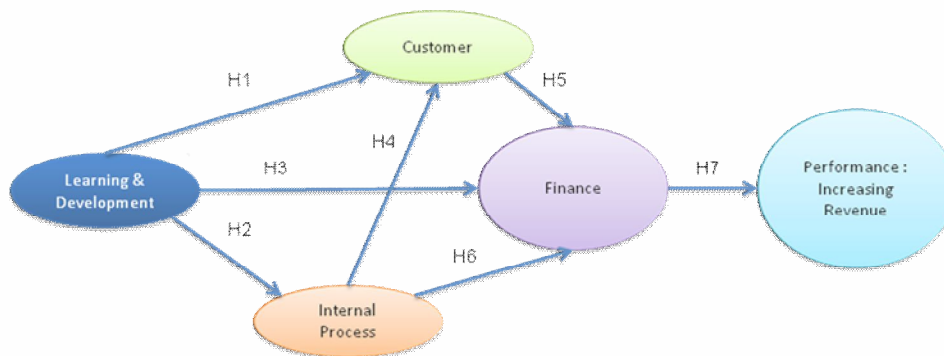 Customer
H1
H5
H4
Learning &
Development
H3
Finance
H7
Performance :
Increasing
Revenue
H2
H6
Internal
Process